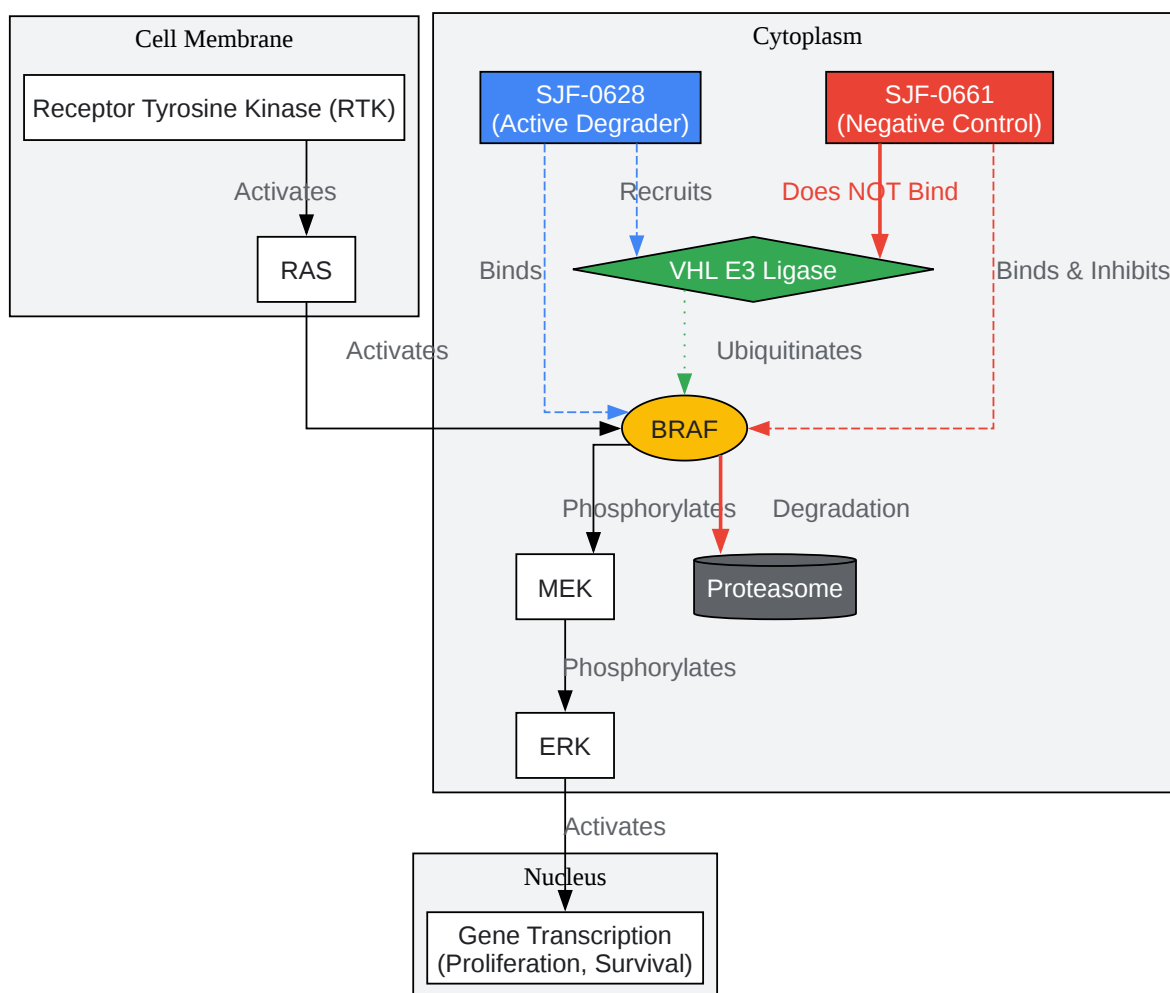 Cell Membrane
Receptor Tyrosine Kinase (RTK)
Activates
RAS
Activates
Cytoplasm
SJF-0628
(Active Degrader)
SJF-0661
(Negative Control)
Recruits
Does NOT Bind
Binds
VHL E3 Ligase
Binds & Inhibits
Ubiquitinates
BRAF
Phosphorylates
Degradation
MEK
Proteasome
Phosphorylates
ERK
Activates
Nucleus
Gene Transcription
(Proliferation, Survival)